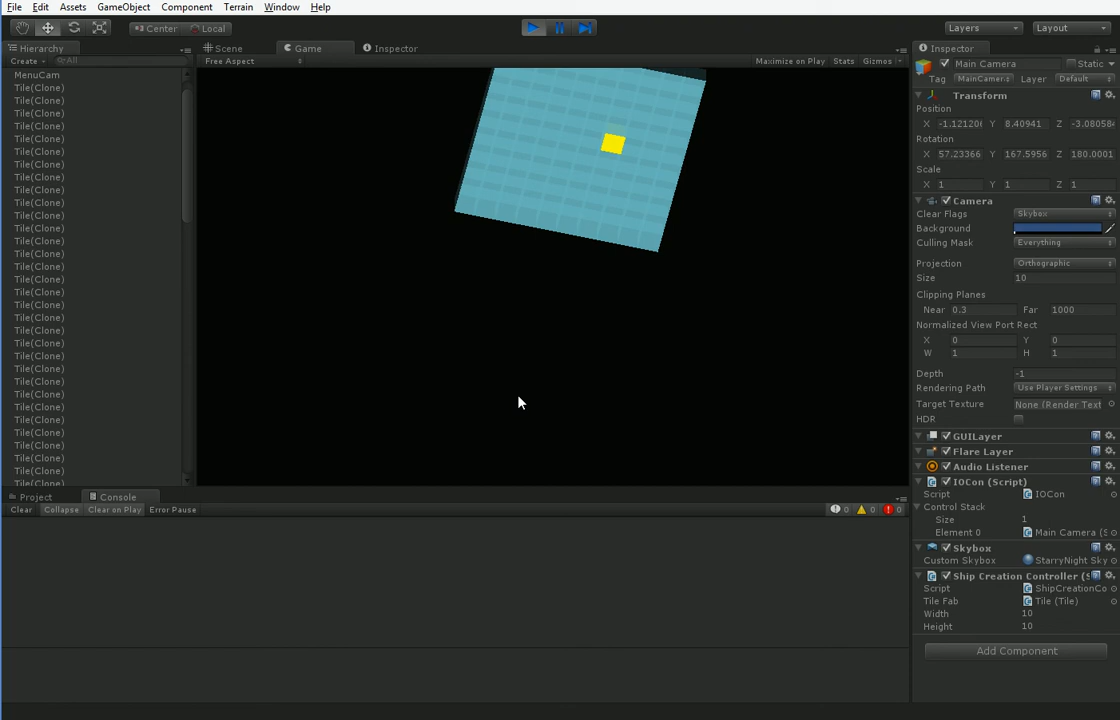 File Edit Assets GameObject Component Terrain Window Help
Center Local Layers Layout
Hierarchy Scene Game Inspector Inspector
Create All Free Aspect Maximize on Play Stats Gizmos Main Camera Static
MenuCam Tag MainCamer Layer Default
Tile(Clone) Transform
Tile(Clone) Position
Tile(Clone) X -1.12120 Y 8.40941 Z -3.08058
Tile(Clone) Rotation
Tile(Clone) X 57.23366 Y 167.5956 Z 180.0001
Tile(Clone) Scale
Tile(Clone) X 1 Y 1 Z 1
Tile(Clone) Camera
Tile(Clone) Clear Flags Skybox
Tile(Clone) Background
Tile(Clone) Culling Mask Everything
Tile(Clone)
Tile(Clone) Projection Orthographic
Tile(Clone) Size 10
Tile(Clone) Clipping Planes
Tile(Clone) Near 0.3 Far 1000
Tile(Clone) Normalized View Port Rect
Tile(Clone) X 0 Y 0
Tile(Clone) W 1 H 1
Tile(Clone)
Tile(Clone) Depth -1
Tile(Clone) Rendering Path Use Player Settings
Tile(Clone) Target Texture None (Render Text
Tile(Clone) HDR
Tile(Clone) GUILayer
Tile(Clone) Flare Layer
Tile(Clone) Audio Listener
Tile(Clone) IOCon (Script)
Project Console Script IOCon
Clear Collapse Clear on Play Error Pause 0 0 0 Control Stack
Size 1
Element 0 Main Camera (S
Skybox
Custom Skybox StarryNight Sky
Ship Creation Controller (S
Script ShipCreationCo
Tile Fab Tile (Tile)
Width 10
Height 10
Add Component